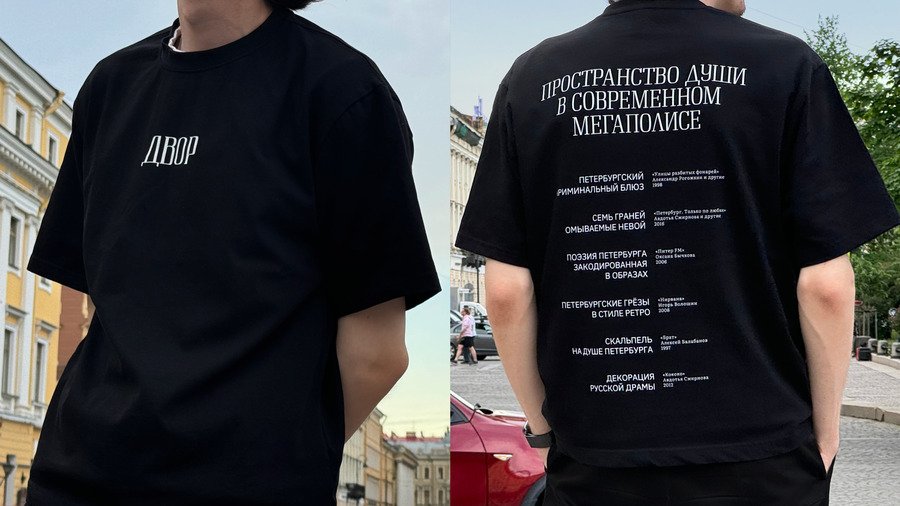 ДВОР
ПРОСТРАНСТВО ДУШИ
В СОВРЕМЕННОМ
МЕГАПОЛИСЕ
ПЕТЕРБУРГСКИЙ
РИМИНАЛЬНЫЙ БЛЮЗ
«Улицы разбитых фонарей»
Александр Рогожкин и другие
1998
СЕМЬ ГРАНЕЙ
ОМЫВАЕМЫЕ НЕВОЙ
«Петербург. Только по любви»
Авдотья Смирнова и другие
2016
ПОЭЗИЯ ПЕТЕРБУРГА
ЗАКОДИРОВАННАЯ
В ОБРАЗАХ
«Питер FM»
Оксана Бычкова
2006
ПЕТЕРБУРГСКИЕ ГРЁЗЫ
В СТИЛЕ РЕТРО
«Нирвана»
Игорь Волошин
2008
СКАЛЬПЕЛЬ
НА ДУШЕ ПЕТЕРБУРГА
«Брат»
Алексей Балабанов
1997
ДЕКОРАЦИЯ
РУССКОЙ ДРАМЫ
«Кококо»
Авдотья Смирнова
2012